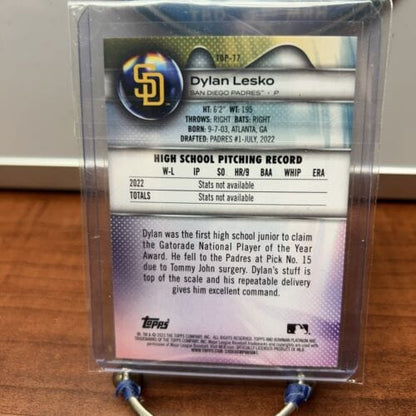 TOP-77
SD
Dylan Lesko
SAN DIEGO PADRES™ • P
HT: 6'2" WT: 195
THROWS: RIGHT BATS: RIGHT
BORN: 9-7-03, ATLANTA, GA
DRAFTED: PADRES #1-JULY, 2022
HIGH SCHOOL PITCHING RECORD
W-L IP SO HR/9 BAA WHIP ERA
2022 Stats not available
TOTALS Stats not available
Dylan was the first high school junior to claim
the Gatorade National Player of the Year
Award. He fell to the Padres at Pick No. 15
due to Tommy John surgery. Dylan's stuff is
top of the scale and his repeatable delivery
gives him excellent command.
Topps